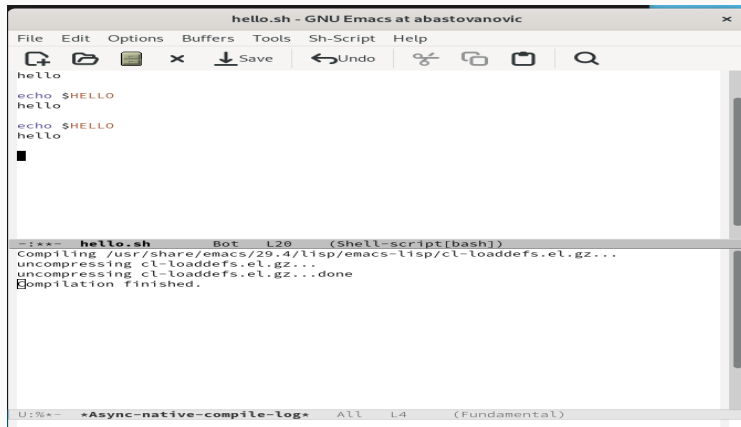 hello.sh - GNU Emacs at abastovanovic
File Edit Options Buffers Tools Sh-Script Help
Save Undo
hello
echo $HELLO
hello
echo $HELLO
hello
-:**- hello.sh Bot L20 (Shell-script[bash])
Compiling /usr/share/emacs/29.4/lisp/emacs-lisp/cl-loaddefs.el.gz...
uncompressing cl-loaddefs.el.gz...
uncompressing cl-loaddefs.el.gz...done
Compilation finished.
U:%*- *Async-native-compile-log* All L4 (Fundamental)